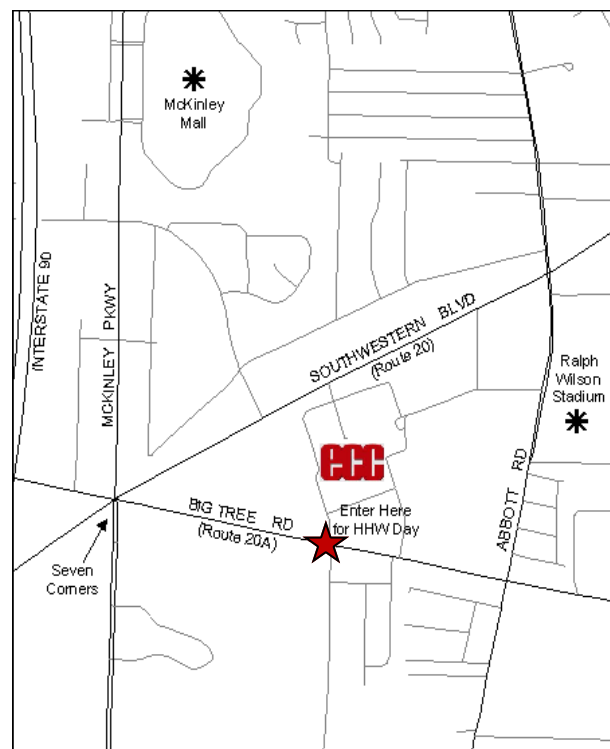 McKinley
Mall
INTERSTATE 90
MCKINLEY PKWY
SOUTHWESTERN BLVD
(Route 20)
Ralph
Wilson
Stadium
ecc
ABBOTT RD
BIG TREE RD
(Route 20A)
Enter Here
for HHW Day
Seven
Corners